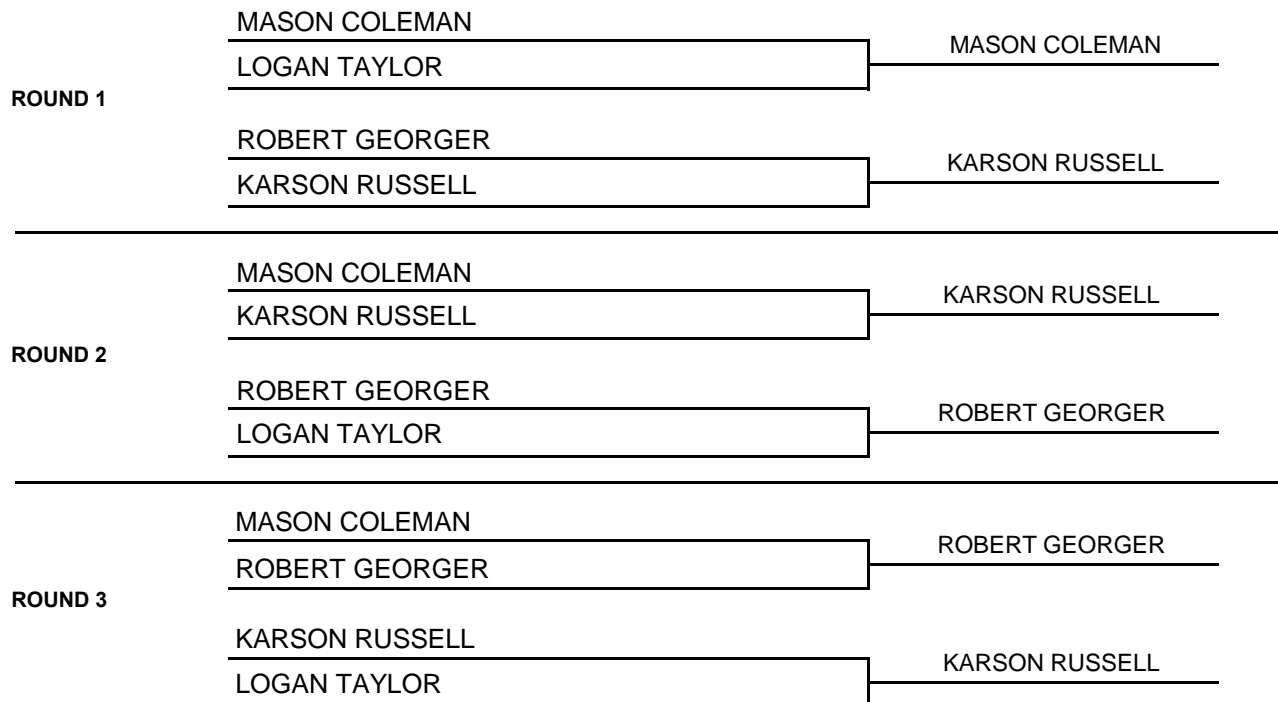 MASON COLEMAN
MASON COLEMAN
LOGAN TAYLOR
ROUND 1
ROBERT GEORGER
KARSON RUSSELL
KARSON RUSSELL
MASON COLEMAN
KARSON RUSSELL
KARSON RUSSELL
ROUND 2
ROBERT GEORGER
ROBERT GEORGER
LOGAN TAYLOR
MASON COLEMAN
ROBERT GEORGER
ROBERT GEORGER
ROUND 3
KARSON RUSSELL
KARSON RUSSELL
LOGAN TAYLOR